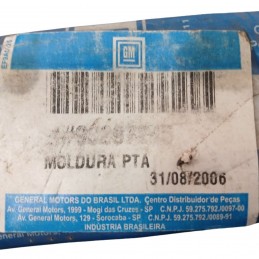 GM
MOLDURA PTA
31/08/2006
GENERAL MOTORS DO BRASIL LTDA. Centro Distribuidor de Peças
Av. General Motors, 1959 - Mogi das Cruzes - SP C.N.P.J. 59.275.792/0097-00
Av. General Motors, 129 - Sorocaba - SP C.N.P.J. 59.275.792/0089-91
INDÚSTRIA BRASILEIRA